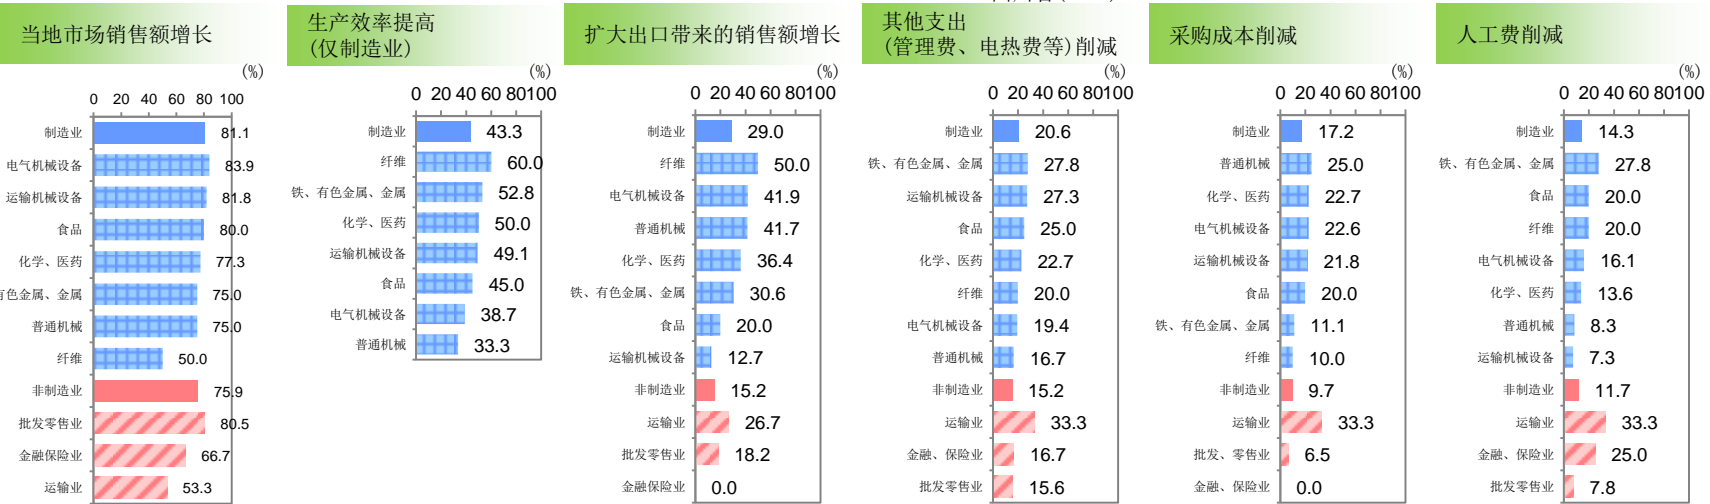 当地市场销售额增长
(%)
0 20 40 60 80 100
制造业 81.1
电气机械设备 83.9
运输机械设备 81.8
食品 80.0
化学、医药 77.3
有色金属、金属 75.0
普通机械 75.0
纤维 50.0
非制造业 75.9
批发零售业 80.5
金融保险业 66.7
运输业 53.3
生产效率提高
(仅制造业)
(%)
0 20 40 60 80 100
制造业 43.3
纤维 60.0
铁、有色金属、金属 52.8
化学、医药 50.0
运输机械设备 49.1
食品 45.0
电气机械设备 38.7
普通机械 33.3
扩大出口带来的销售额增长
(%)
0 20 40 60 80 100
制造业 29.0
纤维 50.0
电气机械设备 41.9
普通机械 41.7
化学、医药 36.4
铁、有色金属、金属 30.6
食品 20.0
运输机械设备 12.7
非制造业 15.2
运输业 26.7
批发零售业 18.2
金融保险业 0.0
其他支出
(管理费、电热费等)削减
(%)
0 20 40 60 80 100
制造业 20.6
铁、有色金属、金属 27.8
运输机械设备 27.3
食品 25.0
化学、医药 22.7
纤维 20.0
电气机械设备 19.4
普通机械 16.7
非制造业 15.2
运输业 33.3
金融、保险业 16.7
批发零售业 15.6
采购成本削减
(%)
0 20 40 60 80 100
制造业 17.2
普通机械 25.0
化学、医药 22.7
电气机械设备 22.6
运输机械设备 21.8
食品 20.0
铁、有色金属、金属 11.1
纤维 10.0
非制造业 9.7
运输业 33.3
批发、零售业 6.5
金融、保险业 0.0
人工费削减
(%)
0 20 40 60 80 100
制造业 14.3
铁、有色金属、金属 27.8
食品 20.0
纤维 20.0
电气机械设备 16.1
化学、医药 13.6
普通机械 8.3
运输机械设备 7.3
非制造业 11.7
运输业 33.3
金融、保险业 25.0
批发零售业 7.8